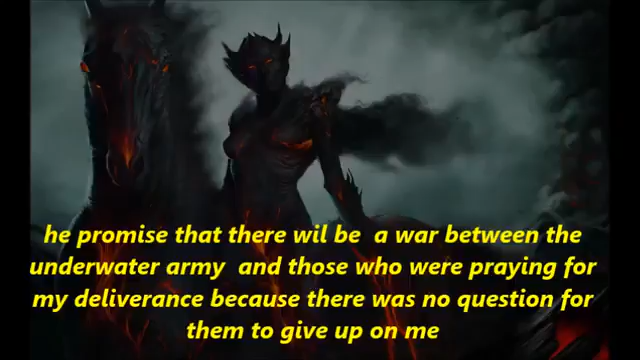 he promise that there wil be  a war between the
underwater army  and those who were praying for
my deliverance because there was no question for
them to give up on me